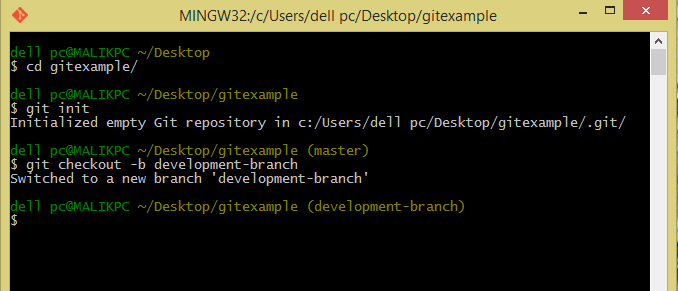 MINGW32:/c/Users/dell pc/Desktop/gitexample
dell pc@MALIKPC ~/Desktop
$ cd gitexample/
dell pc@MALIKPC ~/Desktop/gitexample
$ git init
Initialized empty Git repository in c:/Users/dell pc/Desktop/gitexample/.git/
dell pc@MALIKPC ~/Desktop/gitexample (master)
$ git checkout -b development-branch
Switched to a new branch 'development-branch'
dell pc@MALIKPC ~/Desktop/gitexample (development-branch)
$